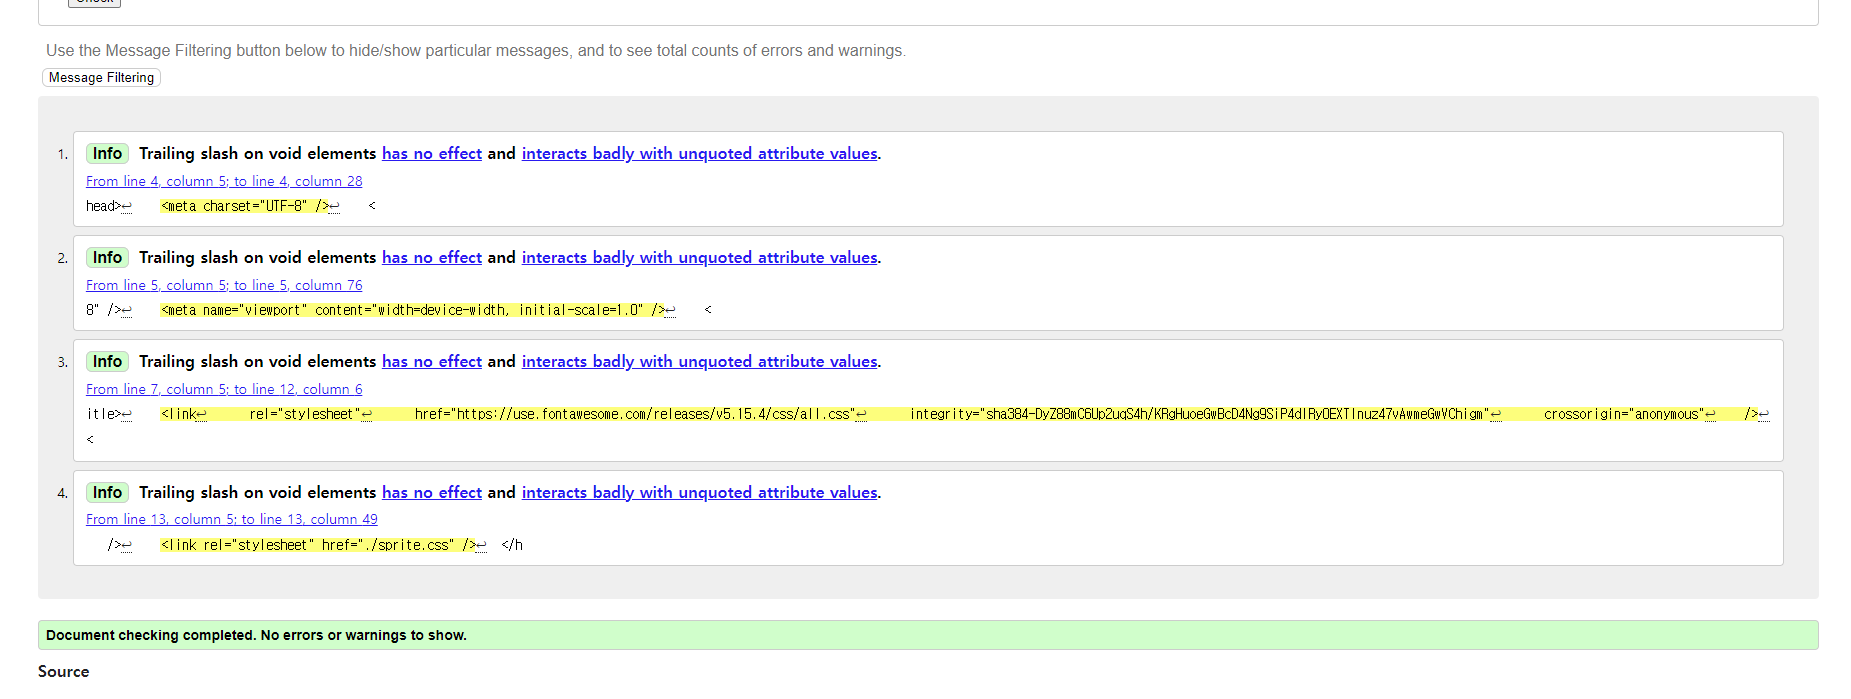 Use the Message Filtering button below to hide/show particular messages, and to see total counts of errors and warnings.
Message Filtering
1. Info Trailing slash on void elements has no effect and interacts badly with unquoted attribute values.
From line 4, column 5; to line 4, column 28
head>↩    <meta charset="UTF-8" />↩    <
2. Info Trailing slash on void elements has no effect and interacts badly with unquoted attribute values.
From line 5, column 5; to line 5, column 76
8" />↩    <meta name="viewport" content="width=device-width, initial-scale=1.0" />↩    <
3. Info Trailing slash on void elements has no effect and interacts badly with unquoted attribute values.
From line 7, column 5; to line 12, column 6
itle>↩    <link↩      rel="stylesheet"↩      href="https://use.fontawesome.com/releases/v5.15.4/css/all.css"↩      integrity="sha384-DyZ88mC6Up2uqS4h/KRgHuoeGwBcD4Ng9SiP4dIRy0EXTlnuz47vAwmeGwVChigm"↩      crossorigin="anonymous"↩    />↩
<
4. Info Trailing slash on void elements has no effect and interacts badly with unquoted attribute values.
From line 13, column 5; to line 13, column 49
/>↩    <link rel="stylesheet" href="./sprite.css" />↩  </h
Document checking completed. No errors or warnings to show.
Source